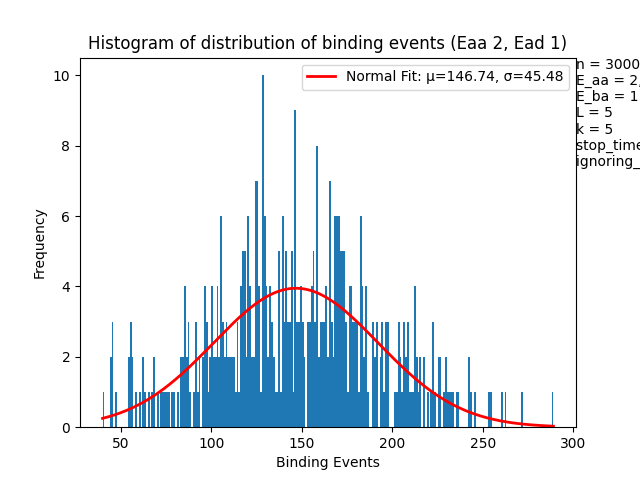 Histogram of distribution of binding events (Eaa 2, Ead 1)
Normal Fit: μ=146.74, σ=45.48
n = 3000
E_aa = 2,
E_ba = 1
L = 5
k = 5
stop_time
ignoring_
10
8
6
4
2
0
Frequency
50 100 150 200 250 300
Binding Events